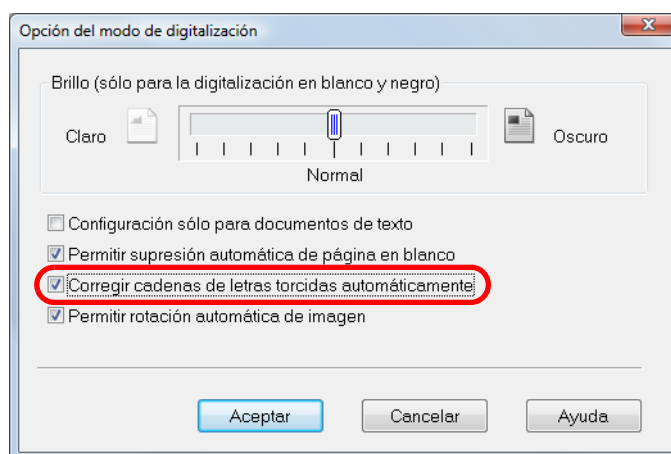 Opción del modo de digitalización
Brillo (sólo para la digitalización en blanco y negro)
Claro
Oscuro
Normal
Configuración sólo para documentos de texto
Permitir supresión automática de página en blanco
Corregir cadenas de letras torcidas automáticamente
Permitir rotación automática de imagen
Aceptar Cancelar Ayuda